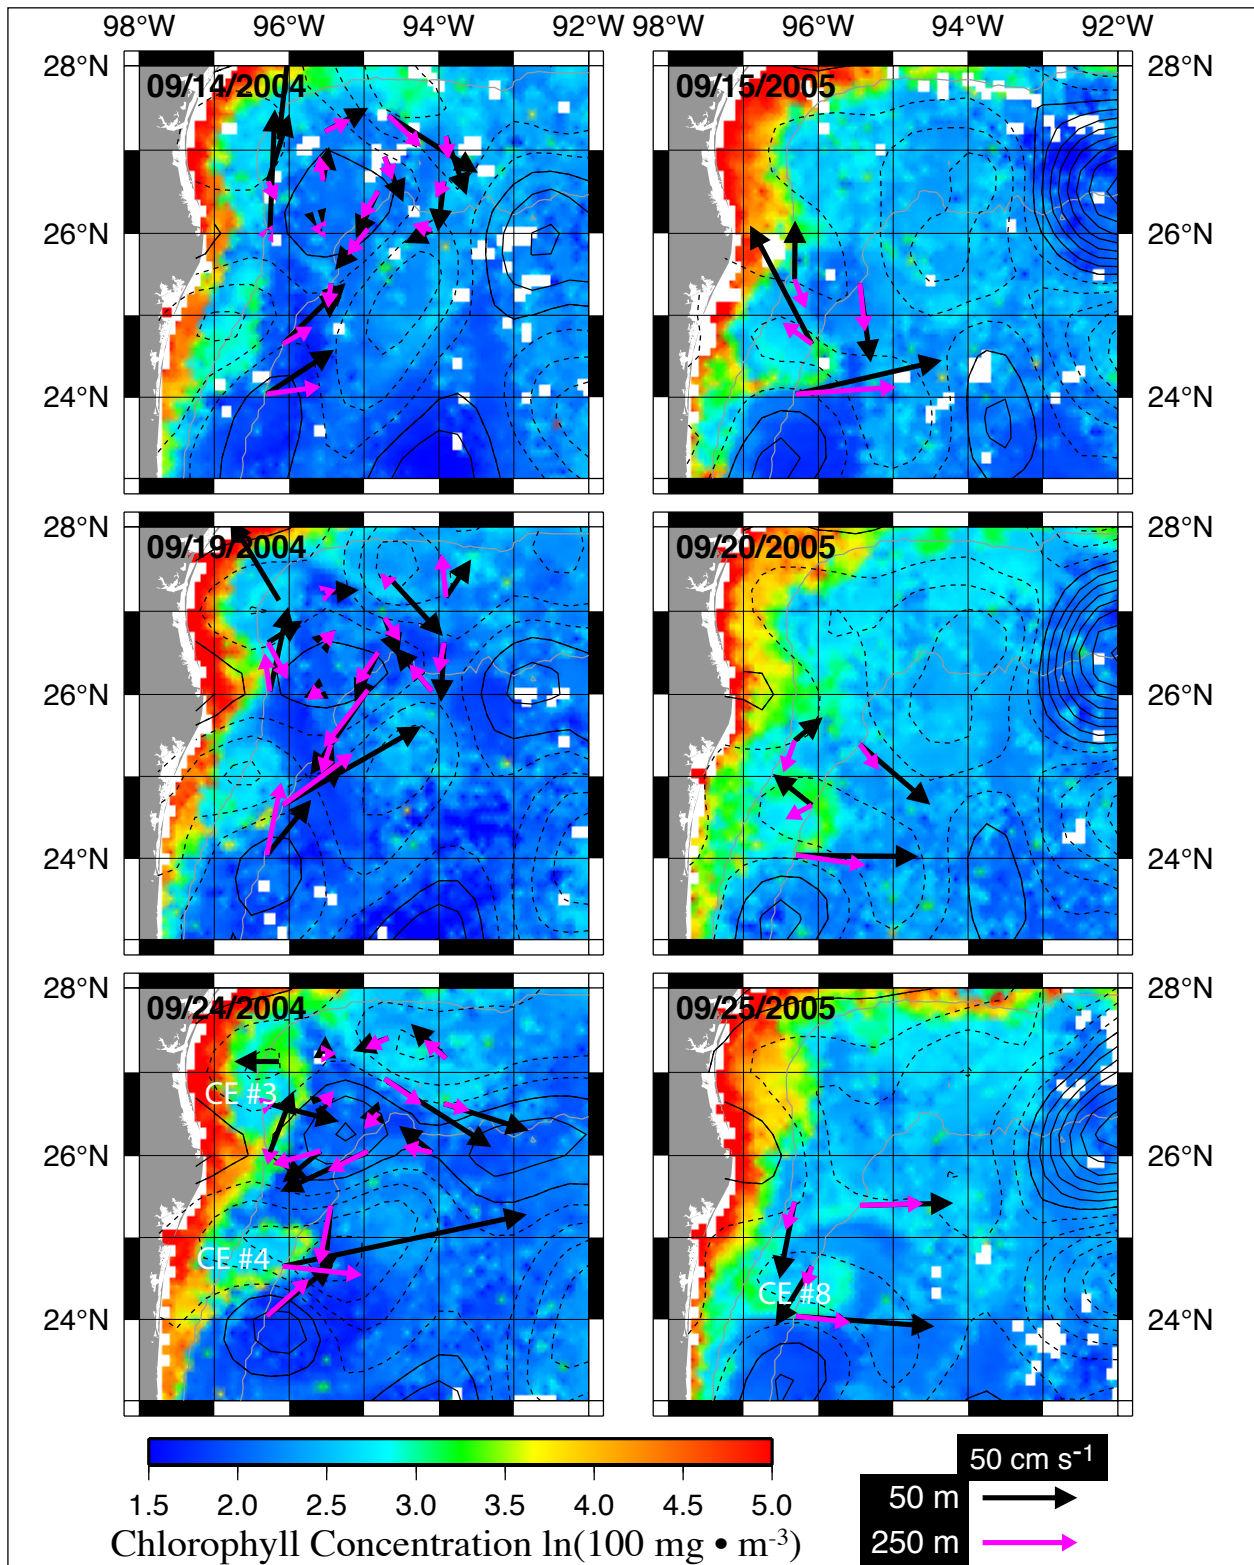 98°W 96°W 94°W 92°W 98°W 96°W 94°W 92°W
28°N 09/14/2004 09/15/2005 28°N
26°N 26°N
24°N 24°N
28°N 09/19/2004 09/20/2005 28°N
26°N 26°N
24°N 24°N
28°N 09/24/2004 09/25/2005 28°N
CE #3
26°N 26°N
CE #4
CE #8
24°N 24°N
1.5 2.0 2.5 3.0 3.5 4.0 4.5 5.0
Chlorophyll Concentration ln(100 mg • m⁻³)
50 cm s⁻¹
50 m
250 m